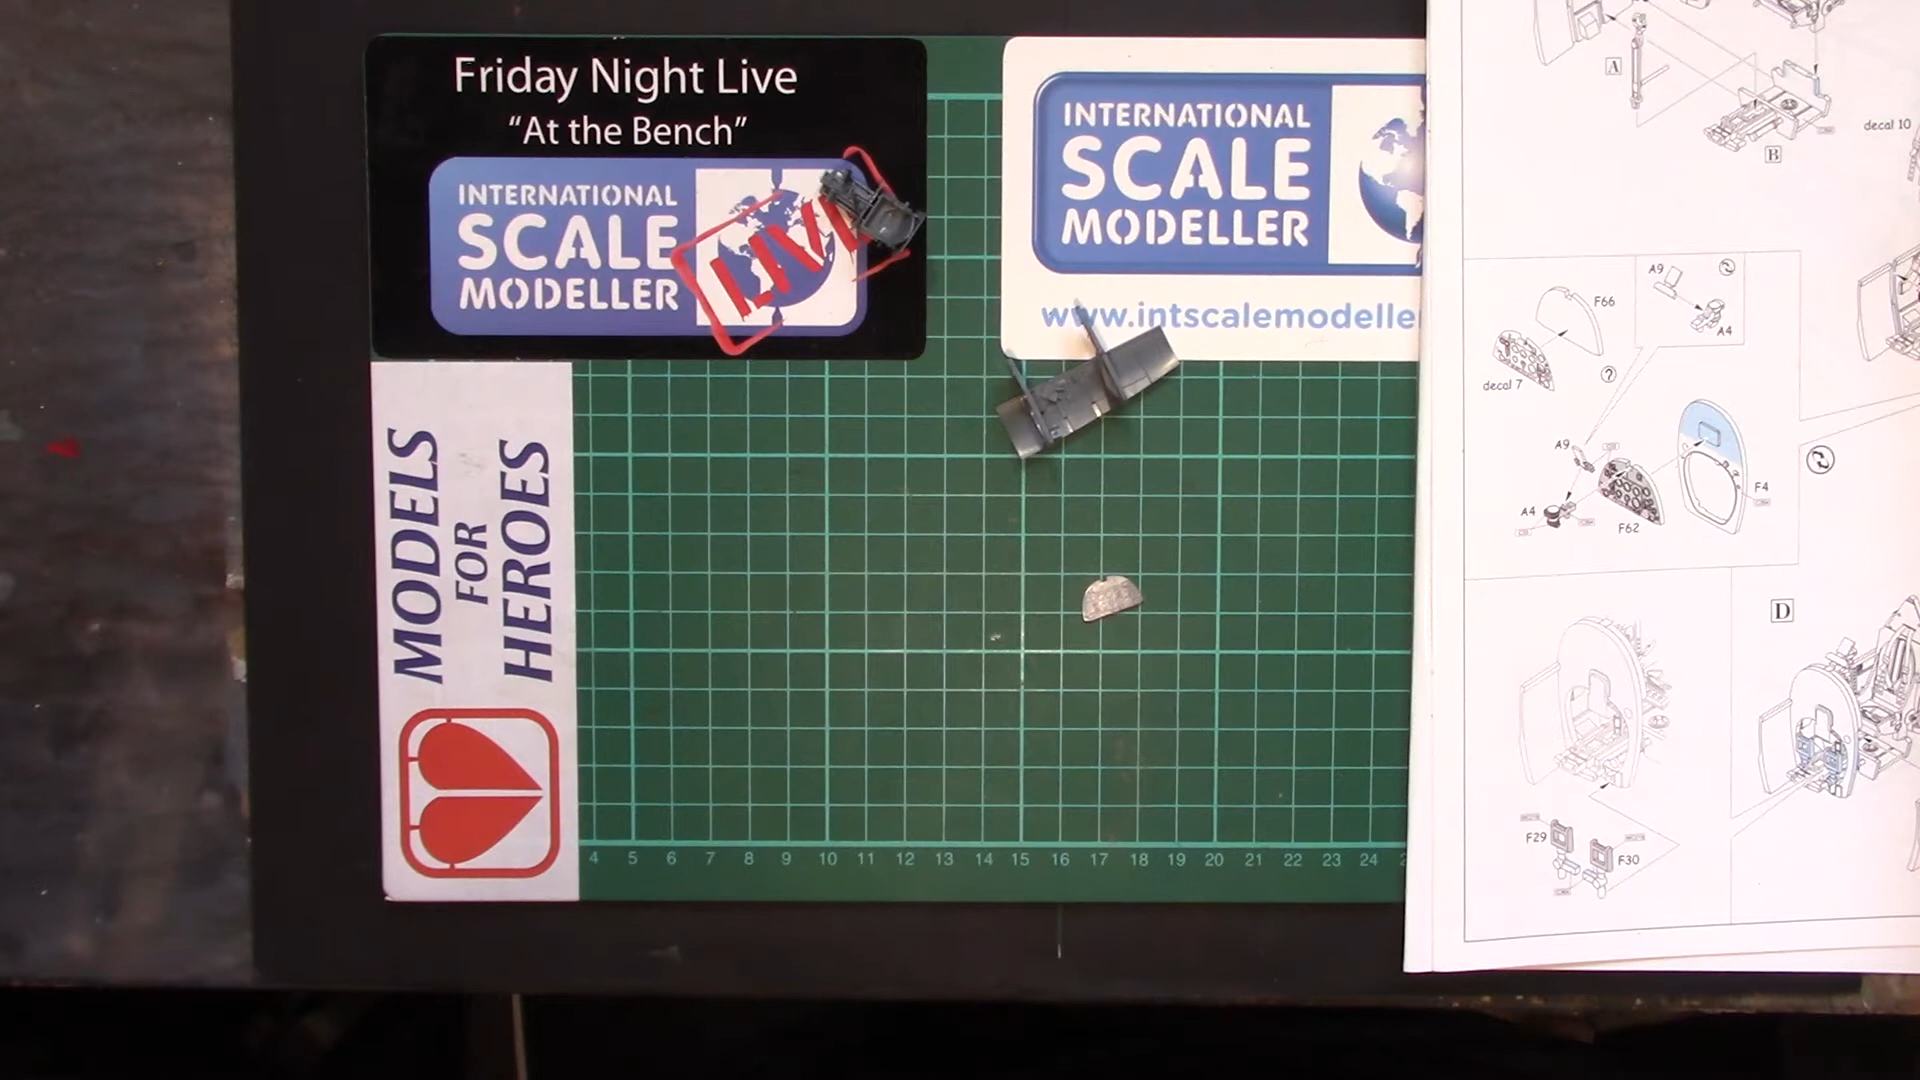 Friday Night Live
“At the Bench”
INTERNATIONAL
SCALE
MODELLER
LIVE
INTERNATIONAL
SCALE
MODELLER
www.intscalemodelle
MODELS
FOR
HEROES
4 5 6 7 8 9 10 11 12 13 14 15 16 17 18 19 20 21 22 23 24
A
B
decal 10
A9
A4
F66
decal 7
?
A9
A4
F62
F4
D
F29
F30